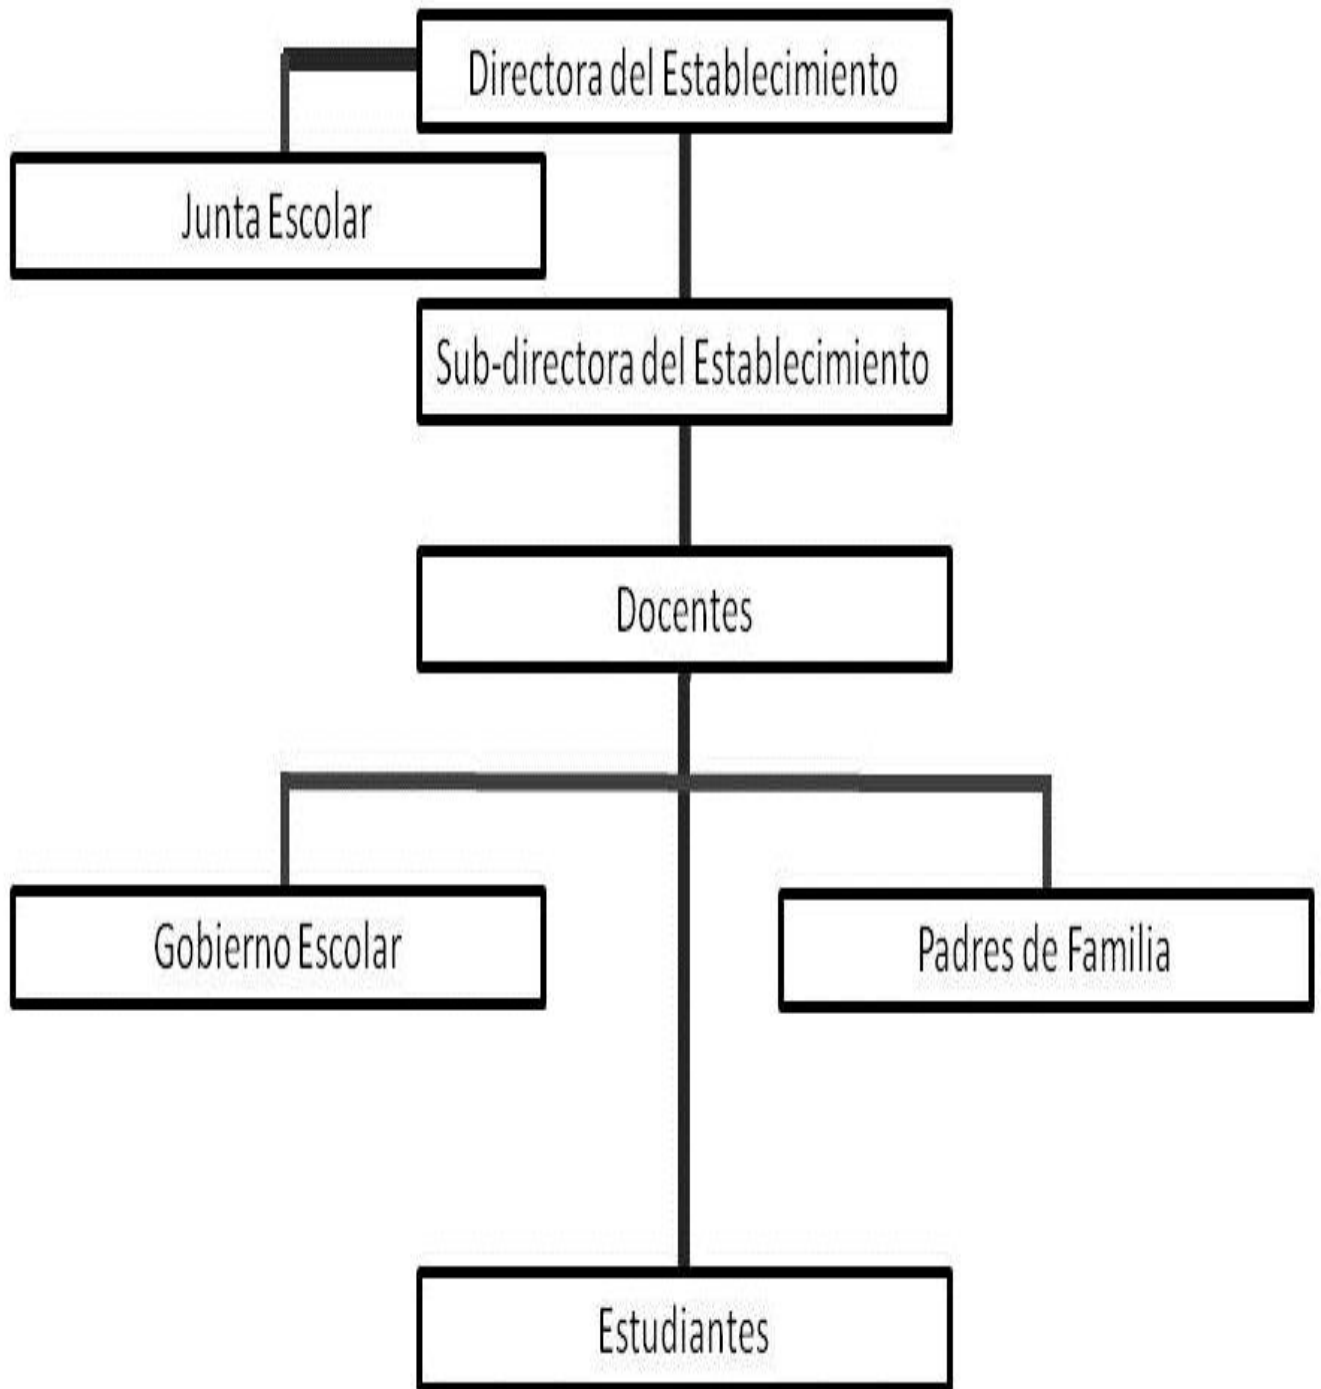 Directora del Establecimiento
Junta Escolar
Sub-directora del Establecimiento
Docentes
Gobierno Escolar
Padres de Familia
Estudiantes